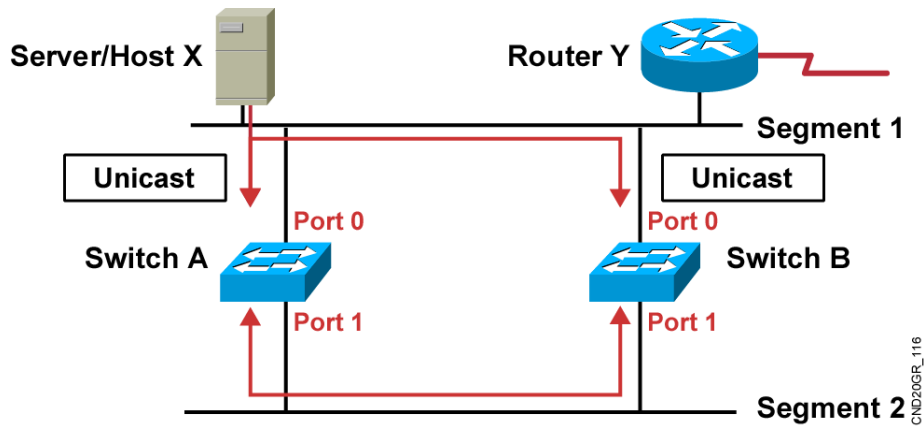 Server/Host X
Router Y
Segment 1
Unicast
Unicast
Port 0
Port 0
Switch A
Switch B
Port 1
Port 1
Segment 2
CND20GR_116